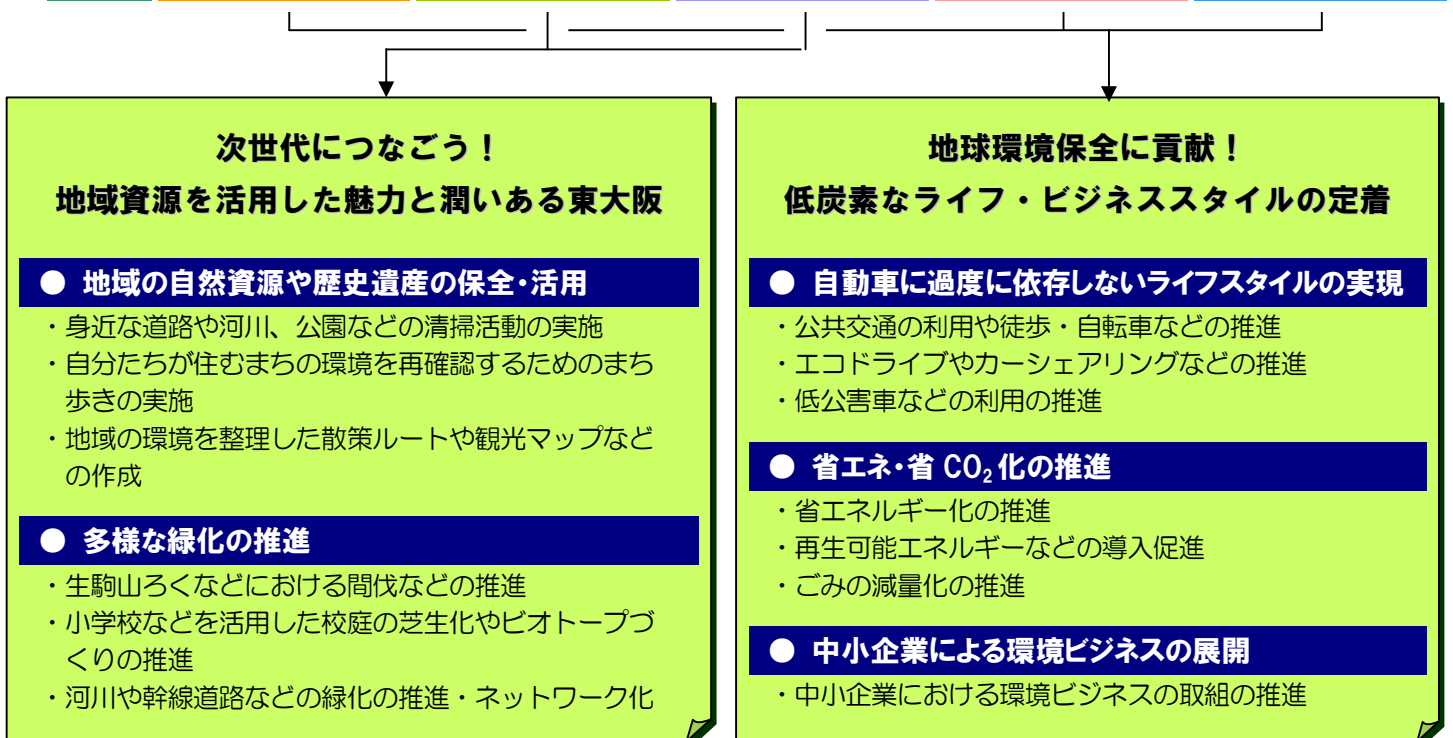 次世代につなごう！
地域資源を活用した魅力と潤いある東大阪
● 地域の自然資源や歴史遺産の保全・活用
・身近な道路や河川、公園などの清掃活動の実施
・自分たちが住むまちの環境を再確認するためのまち
歩きの実施
・地域の環境を整理した散策ルートや観光マップなど
の作成
● 多様な緑化の推進
・生駒山ろくなどにおける間伐などの推進
・小学校などを活用した校庭の芝生化やビオトープづ
くりの推進
・河川や幹線道路などの緑化の推進・ネットワーク化
地球環境保全に貢献！
低炭素なライフ・ビジネススタイルの定着
● 自動車に過度に依存しないライフスタイルの実現
・公共交通の利用や徒歩・自転車などの推進
・エコドライブやカーシェアリングなどの推進
・低公害車などの利用の推進
● 省エネ・省 CO₂化の推進
・省エネルギー化の推進
・再生可能エネルギーなどの導入促進
・ごみの減量化の推進
● 中小企業による環境ビジネスの展開
・中小企業における環境ビジネスの取組の推進